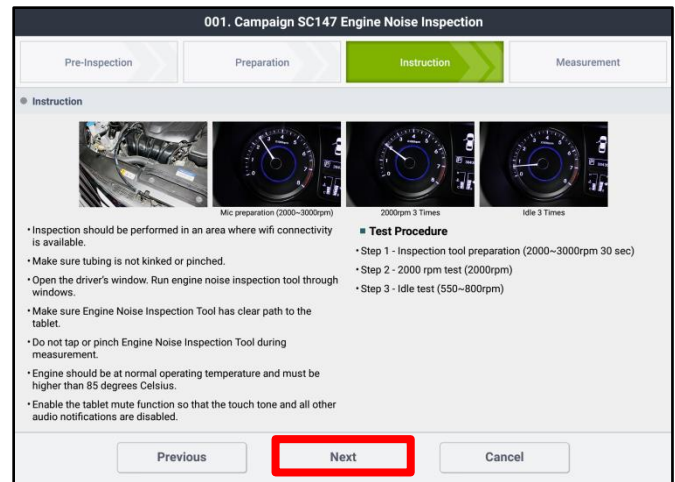 001. Campaign SC147 Engine Noise Inspection
Pre-Inspection
Preparation
Instruction
Measurement
Instruction
Mic preparation (2000~3000rpm)
2000rpm 3 Times
Idle 3 Times
•Inspection should be performed in an area where wifi connectivity
is available.
•Make sure tubing is not kinked or
pinched.
•Open the driver's window. Run engine noise inspection tool through
windows.
•Make sure Engine Noise Inspection Tool has clear path to the
tablet.
•Do not tap or pinch Engine Noise Inspection Tool during
measurement.
•Engine should be at normal operating temperature and must be
higher than 85 degrees Celsius.
•Enable the tablet mute function so that the touch tone and all other
audio notifications are disabled.
■ Test Procedure
•Step 1 - Inspection tool preparation (2000~3000rpm 30 sec)
•Step 2 - 2000 rpm test (2000rpm)
•Step 3 - Idle test (550~800rpm)
Previous
Next
Cancel